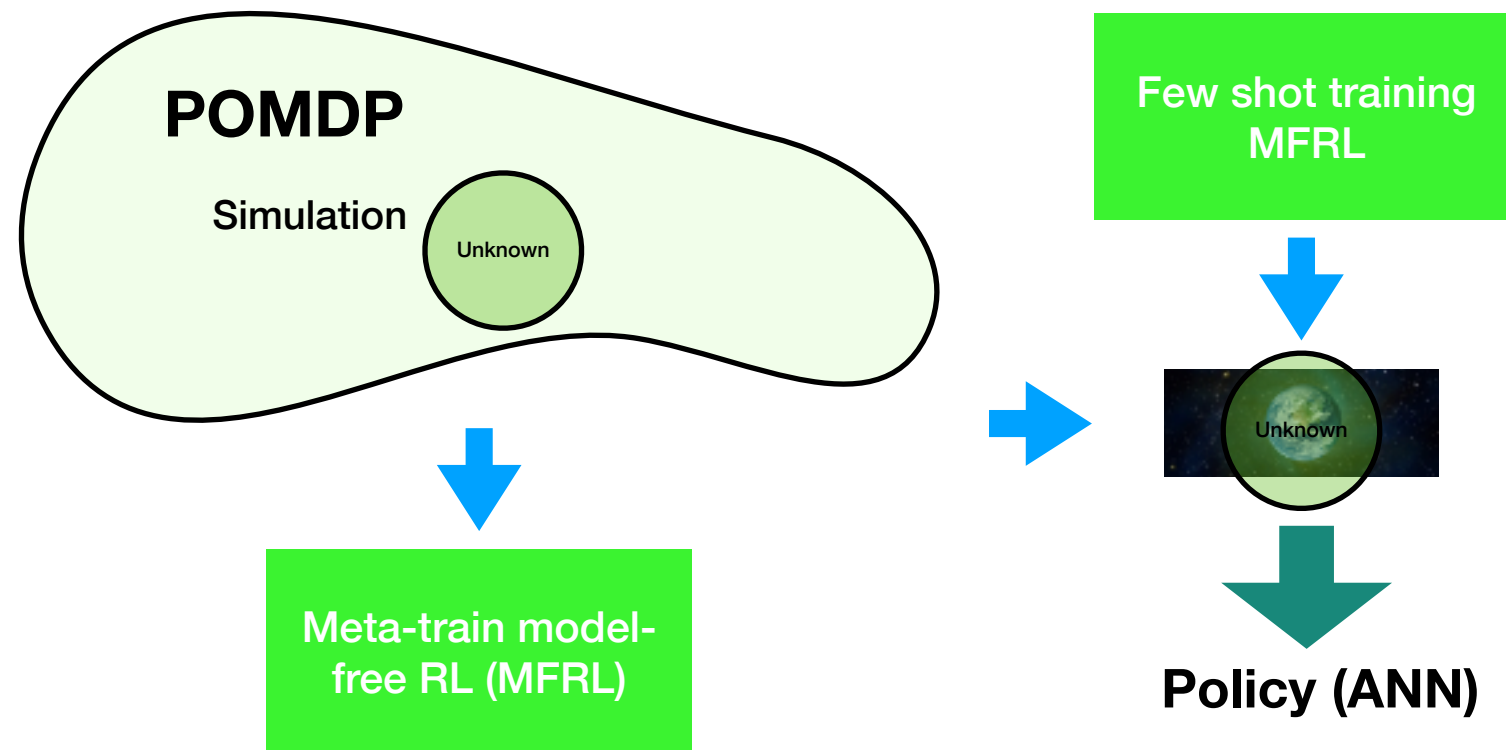 POMDP
Simulation
Unknown
Meta-train model-
free RL (MFRL)
Few shot training
MFRL
Unknown
Policy (ANN)